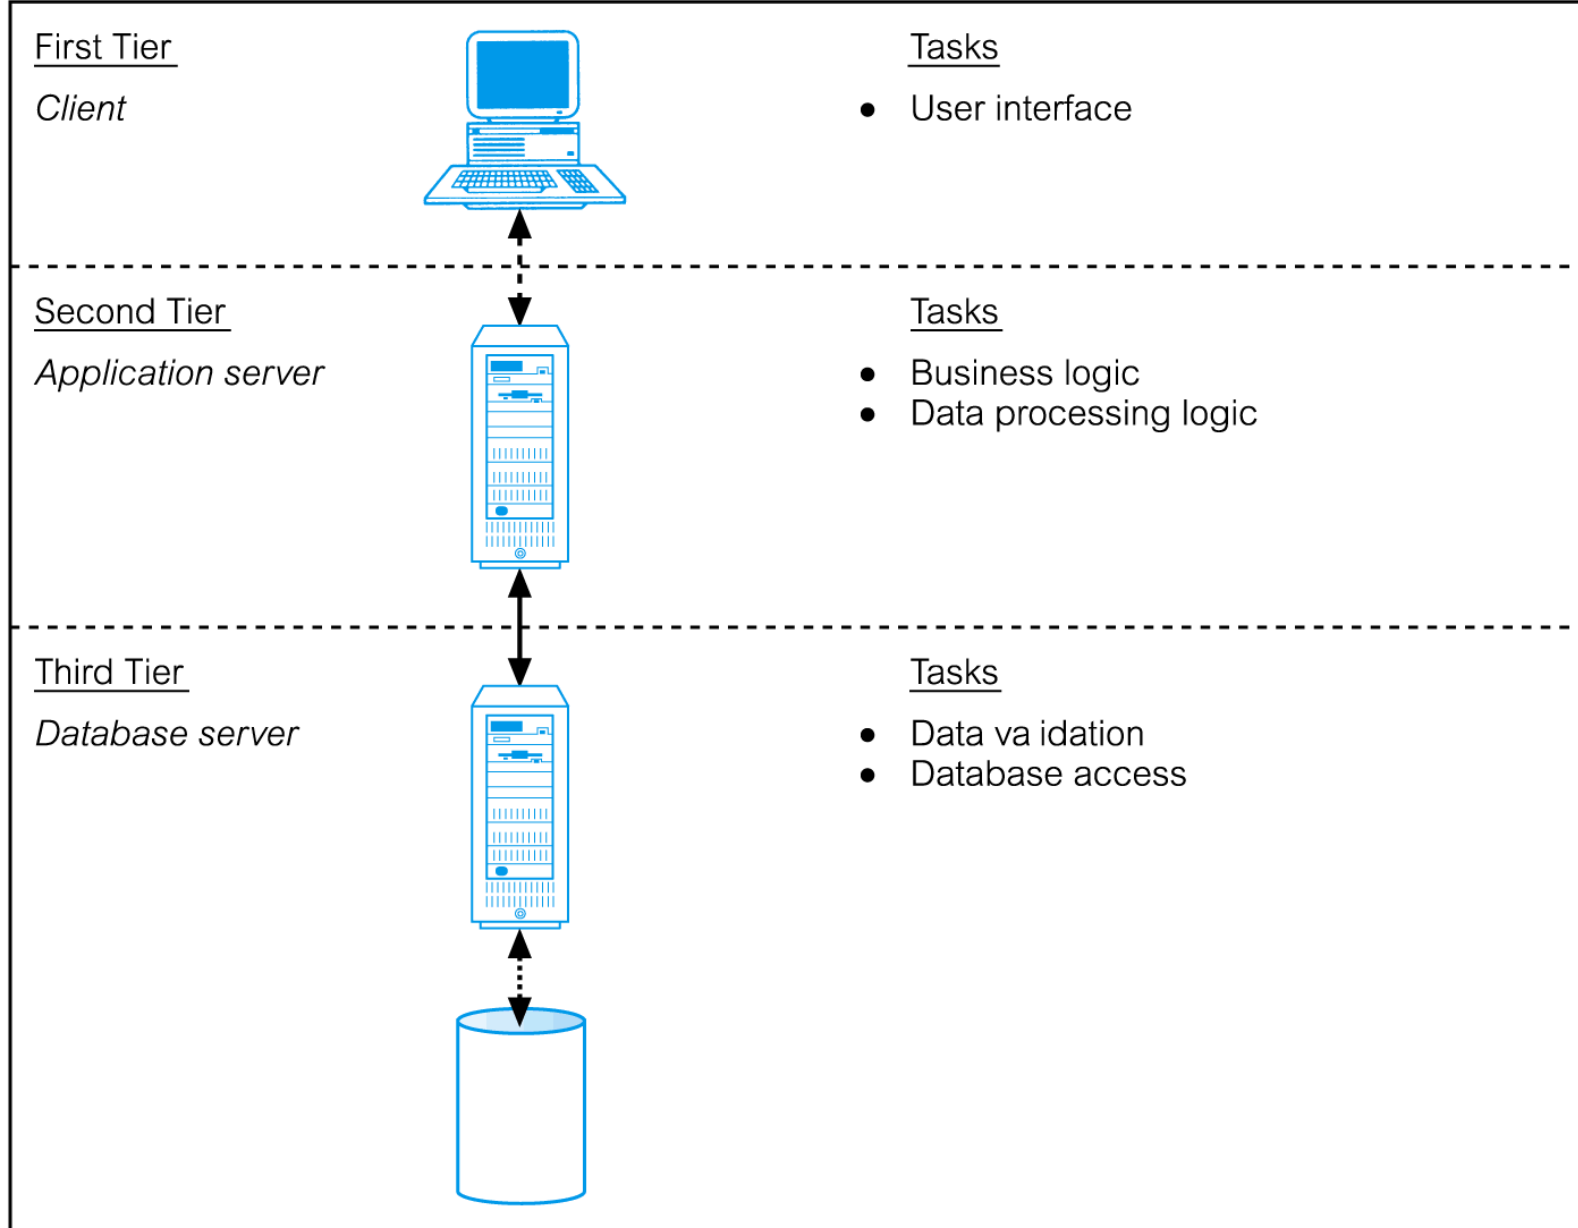 First Tier
Tasks
Client
● User interface
Second Tier
Tasks
Application server
● Business logic
● Data processing logic
Third Tier
Tasks
Database server
● Data va idation
● Database access